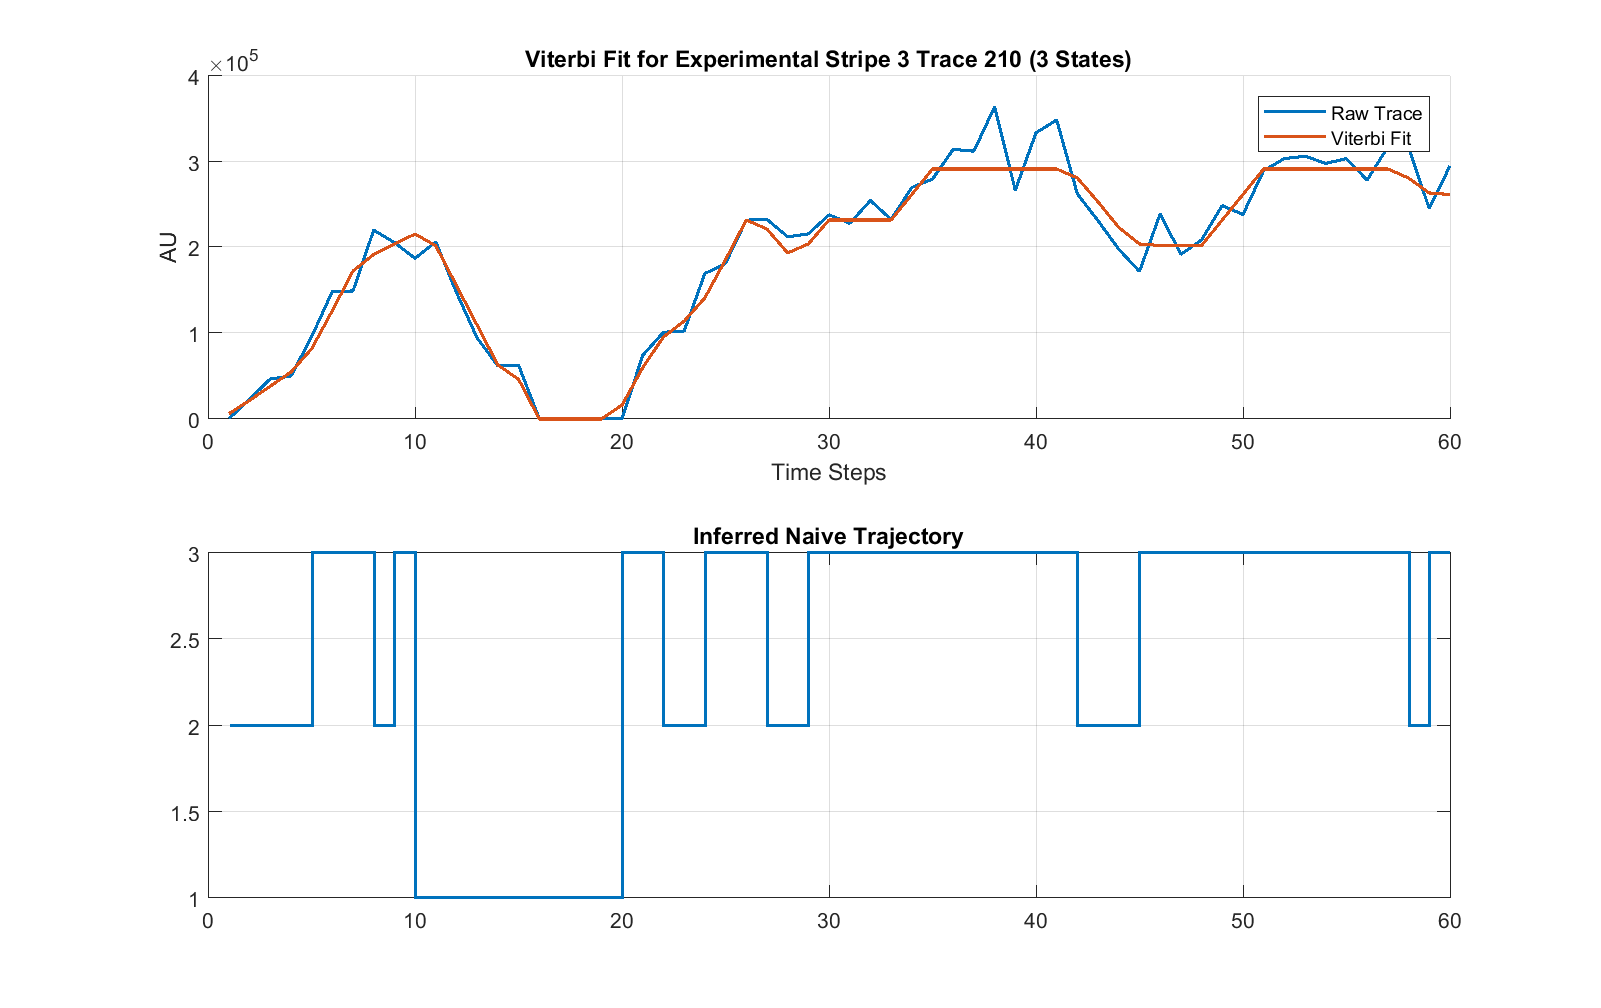 Viterbi Fit for Experimental Stripe 3 Trace 210 (3 States)
×10⁵
4
3
2
1
0
AU
Raw Trace
Viterbi Fit
0 10 20 30 40 50 60
Time Steps
Inferred Naive Trajectory
3
2.5
2
1.5
1
0 10 20 30 40 50 60